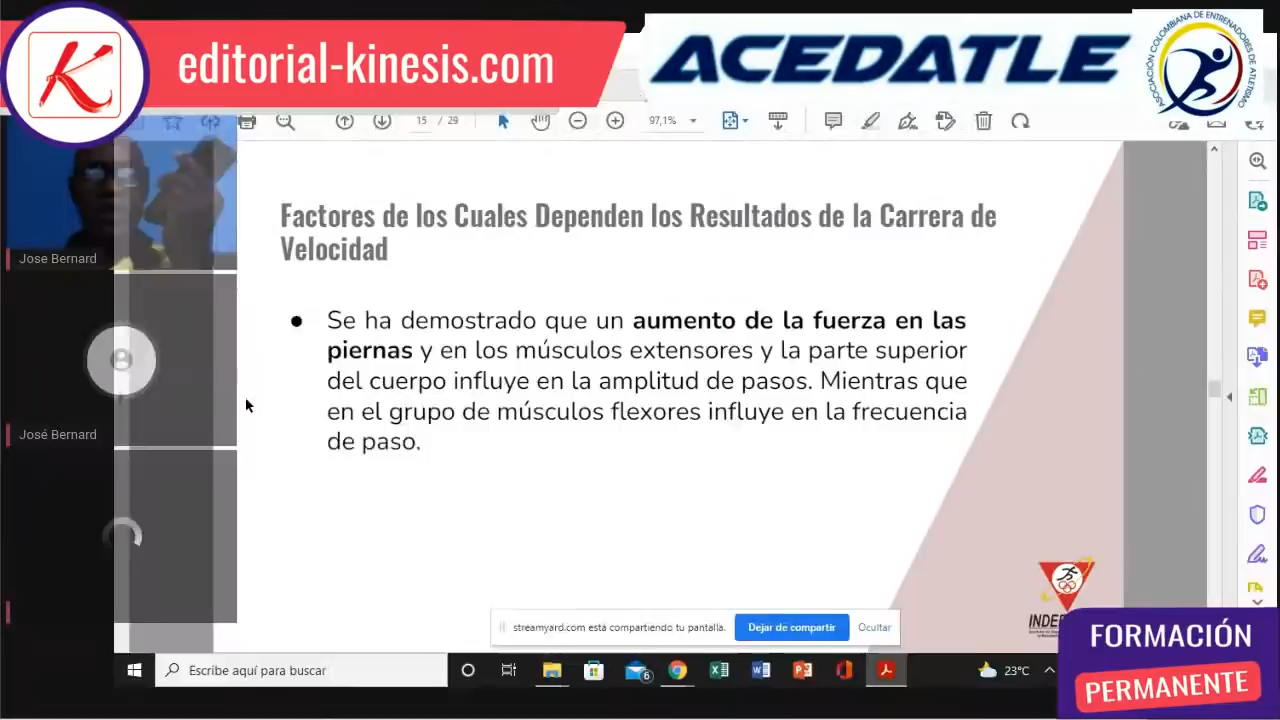 editorial-kinesis.com
ACEDATLE
ASOCIACIÓN COLOMBIANA DE ENTRENADORES DE ATLETISMO
15 / 29
97,1%
Jose Bernard
Factores de los Cuales Dependen los Resultados de la Carrera de
Velocidad
● Se ha demostrado que un aumento de la fuerza en las
piernas y en los músculos extensores y la parte superior
del cuerpo influye en la amplitud de pasos. Mientras que
en el grupo de músculos flexores influye en la frecuencia
de paso.
José Bernard
streamyard.com está compartiendo tu pantalla.
Dejar de compartir
Ocultar
Escribe aquí para buscar
6
23°C
FORMACIÓN
PERMANENTE